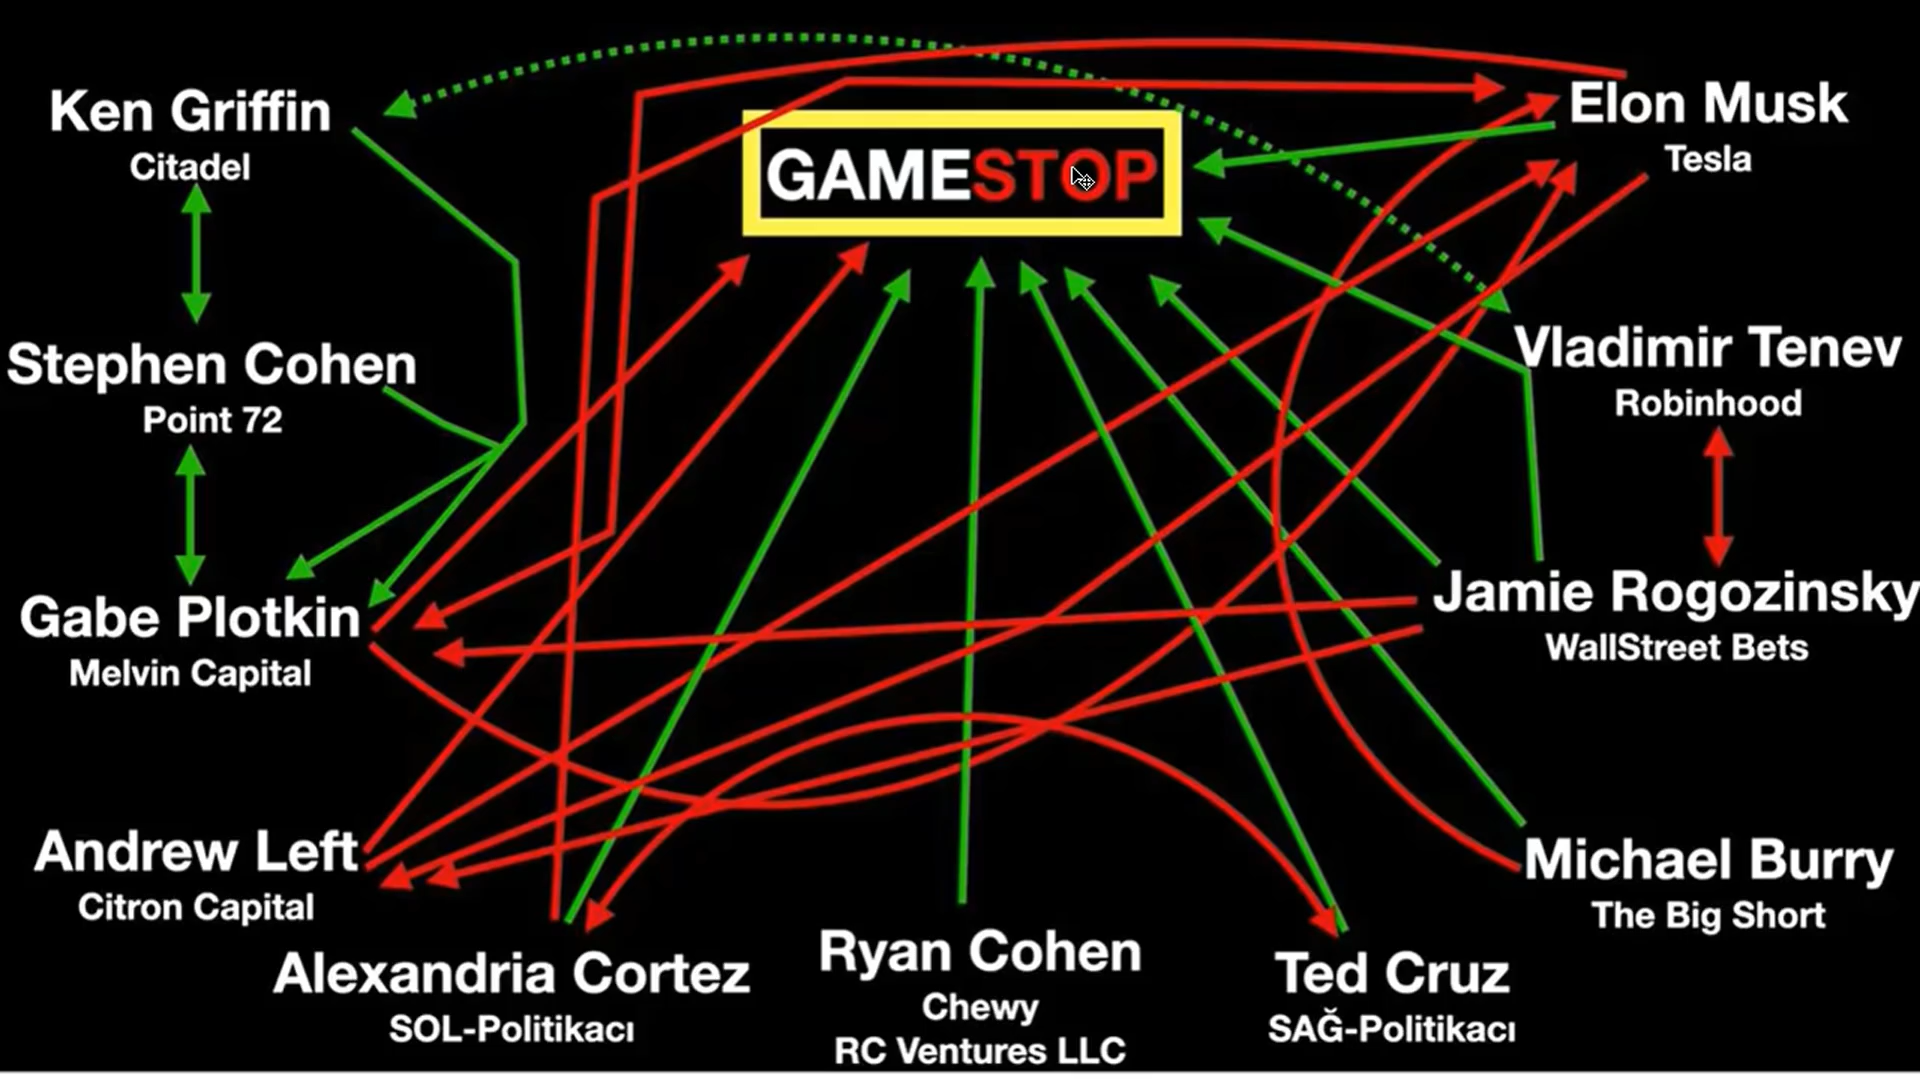 Ken Griffin
Citadel
GAMESTOP
Elon Musk
Tesla
Stephen Cohen
Point 72
Vladimir Tenev
Robinhood
Gabe Plotkin
Melvin Capital
Jamie Rogozinsky
WallStreet Bets
Andrew Left
Citron Capital
Michael Burry
The Big Short
Alexandria Cortez
SOL-Politikacı
Ryan Cohen
Chewy
RC Ventures LLC
Ted Cruz
SAĞ-Politikacı